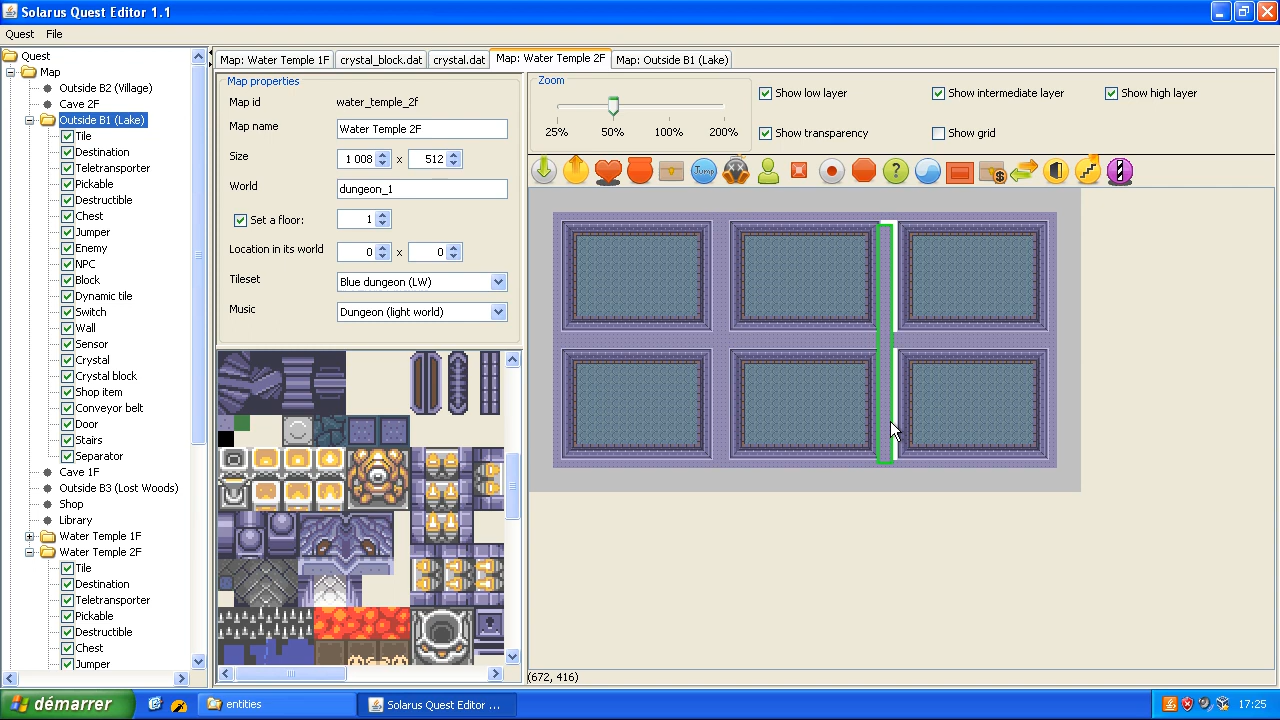 Solarus Quest Editor 1.1
Quest File
Quest
Map
Outside B2 (Village)
Cave 2F
Outside B1 (Lake)
Tile
Destination
Teletransporter
Pickable
Destructible
Chest
Jumper
Enemy
NPC
Block
Dynamic tile
Switch
Wall
Sensor
Crystal
Crystal block
Shop item
Conveyor belt
Door
Stairs
Separator
Cave 1F
Outside B3 (Lost Woods)
Shop
Library
Water Temple 1F
Water Temple 2F
Tile
Destination
Teletransporter
Pickable
Destructible
Chest
Jumper
Map: Water Temple 1F crystal_block.dat crysal.dat Map: Water Temple 2F Map: Outside B1 (Lake)
Map properties
Map id water_temple_2f
Map name Water Temple 2F
Size 1 008 x 512
World dungeon_1
Set a floor: 1
Location in its world 0 x 0
Tileset Blue dungeon (LW)
Music Dungeon (light world)
Zoom
25% 50% 100% 200%
Show low layer Show intermediate layer Show high layer
Show transparency Show grid
Jump
?
$
(672, 416)
démarrer entities Solarus Quest Editor ... 17:25